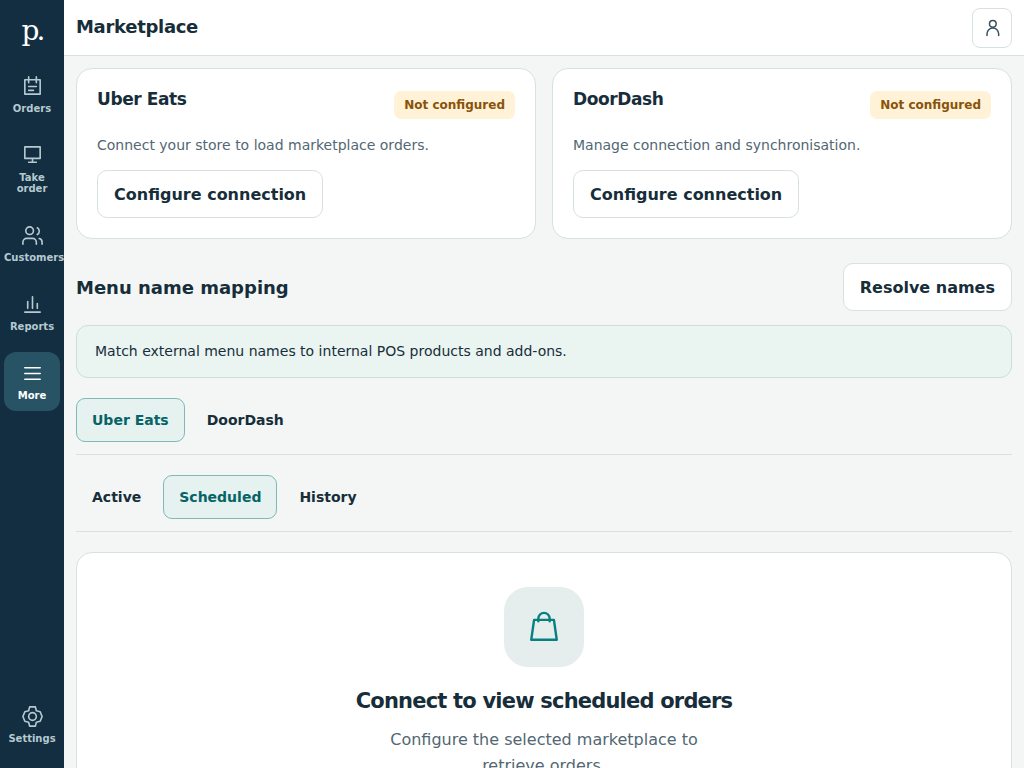 p.
Marketplace
Orders
Take
order
Customers
Reports
More
Settings
Uber Eats
Not configured
Connect your store to load marketplace orders.
Configure connection
DoorDash
Not configured
Manage connection and synchronisation.
Configure connection
Menu name mapping
Resolve names
Match external menu names to internal POS products and add-ons.
Uber Eats
DoorDash
Active
Scheduled
History
Connect to view scheduled orders
Configure the selected marketplace to
retrieve orders.